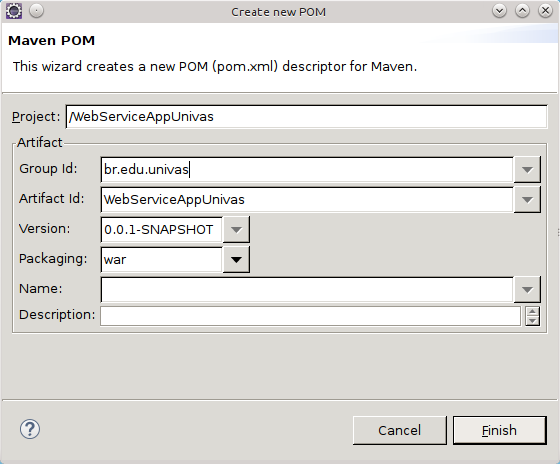 Create new POM
Maven POM
This wizard creates a new POM (pom.xml) descriptor for Maven.
Project: /WebServiceAppUnivas
Artifact
Group Id: br.edu.univas
Artifact Id: WebServiceAppUnivas
Version: 0.0.1-SNAPSHOT
Packaging: war
Name:
Description:
? Cancel Finish